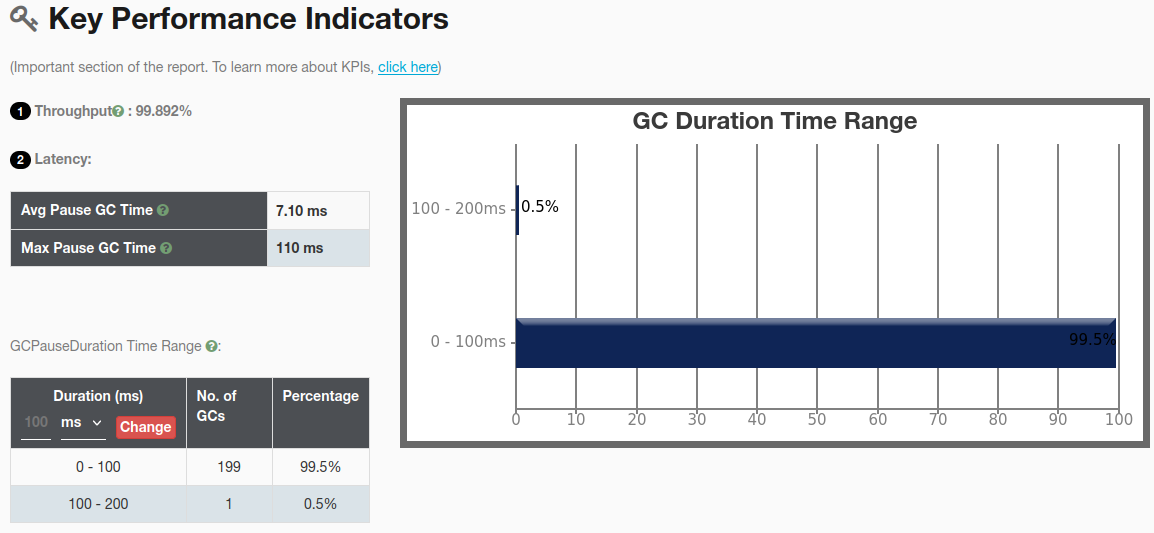 Key Performance Indicators
(Important section of the report. To learn more about KPIs, click here)
1 Throughput? : 99.892%
2 Latency:
Avg Pause GC Time ? 7.10 ms
Max Pause GC Time ? 110 ms
GCPauseDuration Time Range ?:
Duration (ms) No. of GCs Percentage
100 ms Change
0 - 100 199 99.5%
100 - 200 1 0.5%
GC Duration Time Range
100 - 200ms 0.5%
0 - 100ms 99.5%
0 10 20 30 40 50 60 70 80 90 100